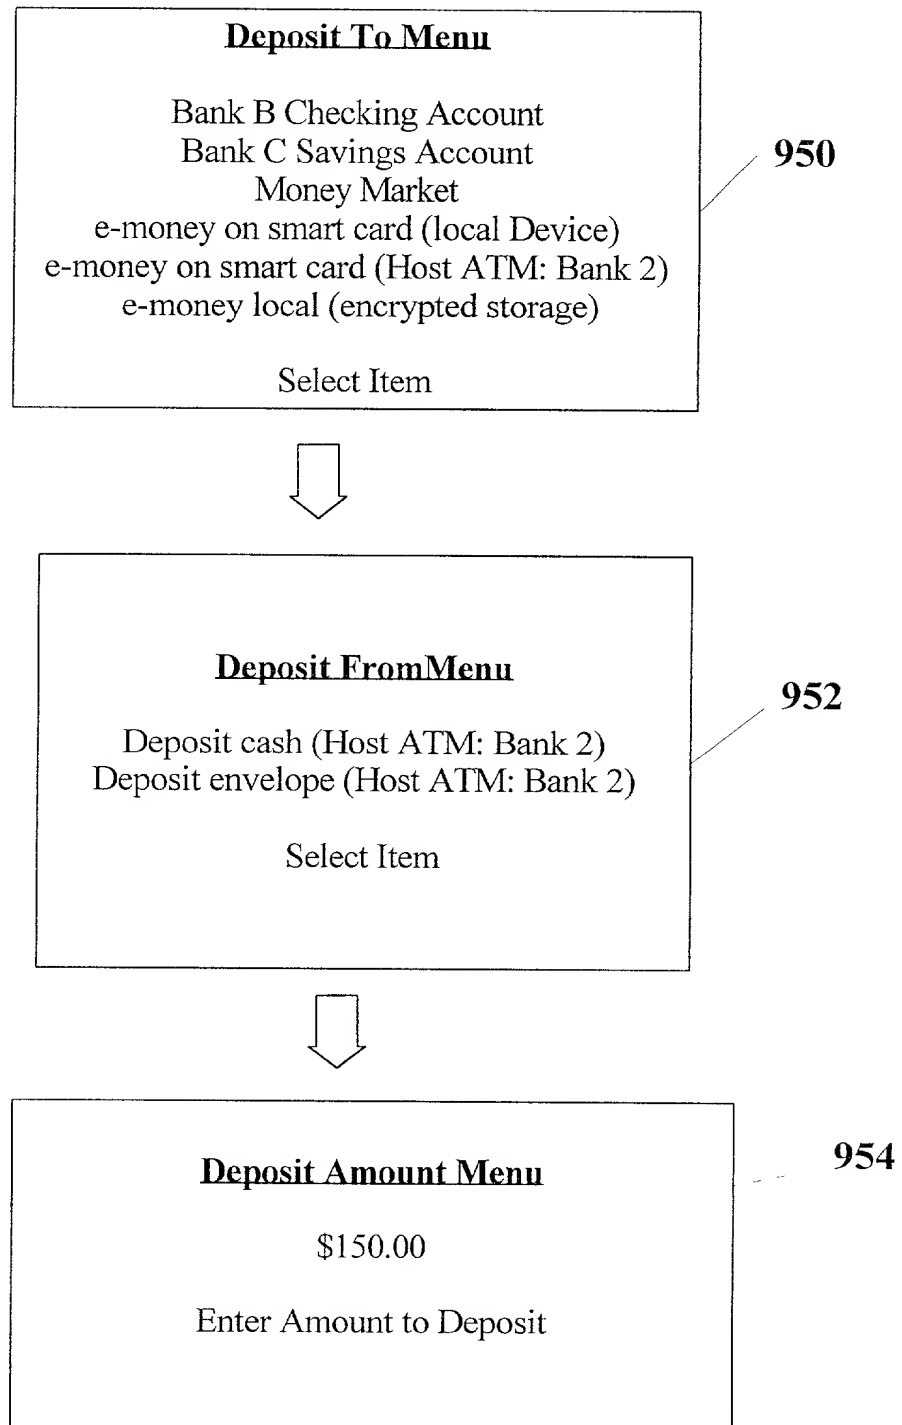 Deposit To Menu
Bank B Checking Account
Bank C Savings Account
Money Market
e-money on smart card (local Device)
e-money on smart card (Host ATM: Bank 2)
e-money local (encrypted storage)
Select Item
950
Deposit FromMenu
Deposit cash (Host ATM: Bank 2)
Deposit envelope (Host ATM: Bank 2)
Select Item
952
Deposit Amount Menu
$150.00
Enter Amount to Deposit
954